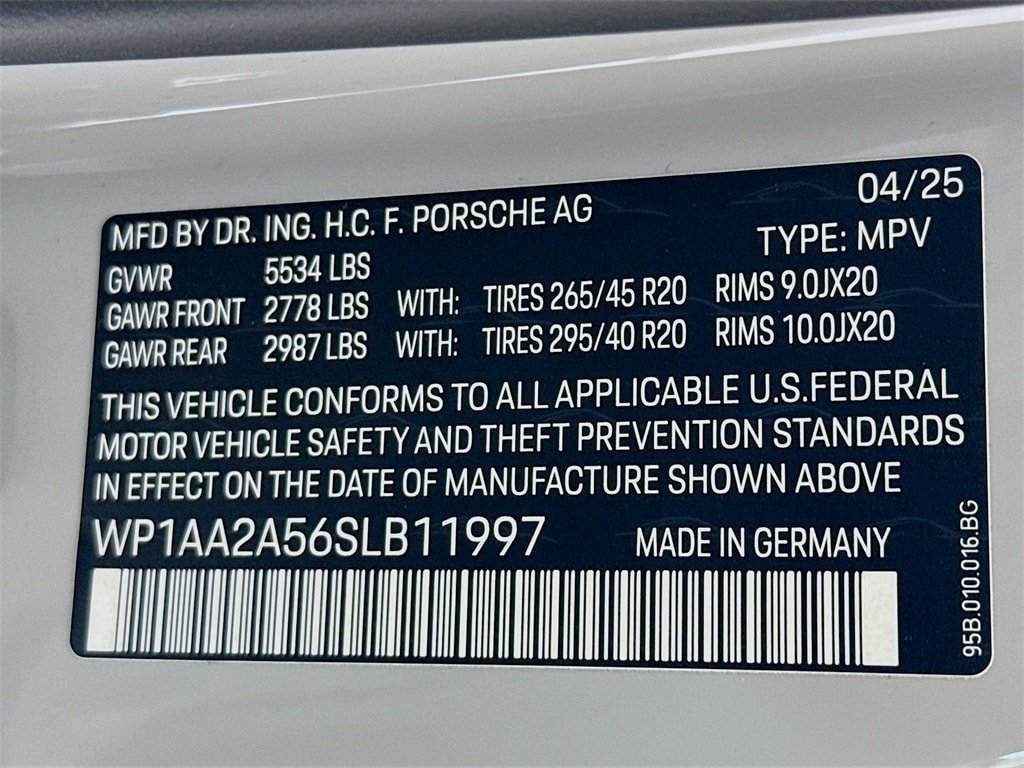 04/25
MFD BY DR. ING. H.C. F. PORSCHE AG
TYPE: MPV
GVWR 5534 LBS
GAWR FRONT 2778 LBS WITH: TIRES 265/45 R20 RIMS 9.0JX20
GAWR REAR 2987 LBS WITH: TIRES 295/40 R20 RIMS 10.0JX20
THIS VEHICLE CONFORMS TO ALL APPLICABLE U.S.FEDERAL
MOTOR VEHICLE SAFETY AND THEFT PREVENTION STANDARDS
IN EFFECT ON THE DATE OF MANUFACTURE SHOWN ABOVE
WP1AA2A56SLB11997 MADE IN GERMANY
95B.010.016.BG